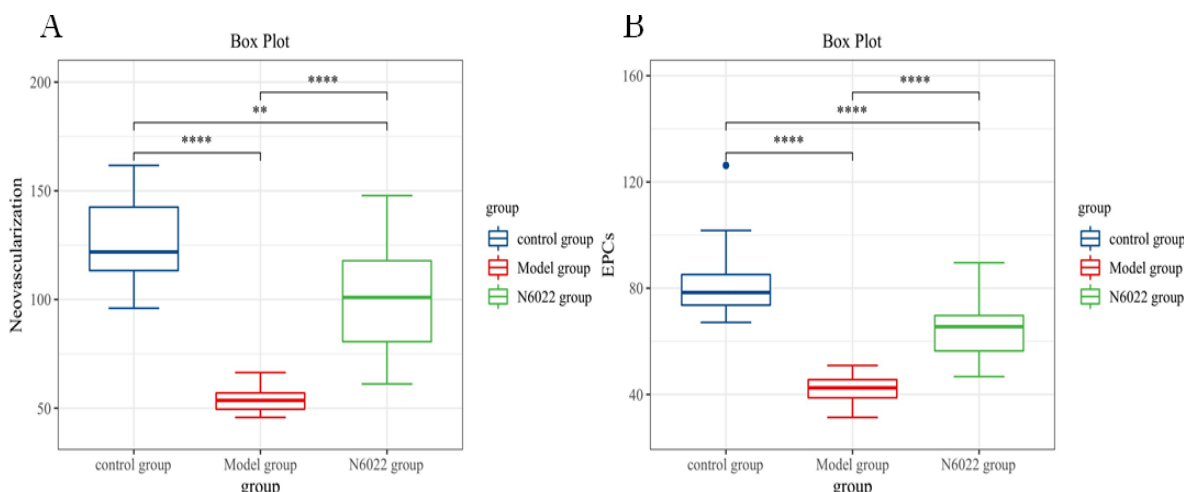 A
Box Plot
200
150
100
50
Neovascularization
****
**
****
control group
Model group
N6022 group
group
group
control group
Model group
N6022 group
B
Box Plot
160
120
80
40
EPCs
****
****
****
control group
Model group
N6022 group
group
group
control group
Model group
N6022 group